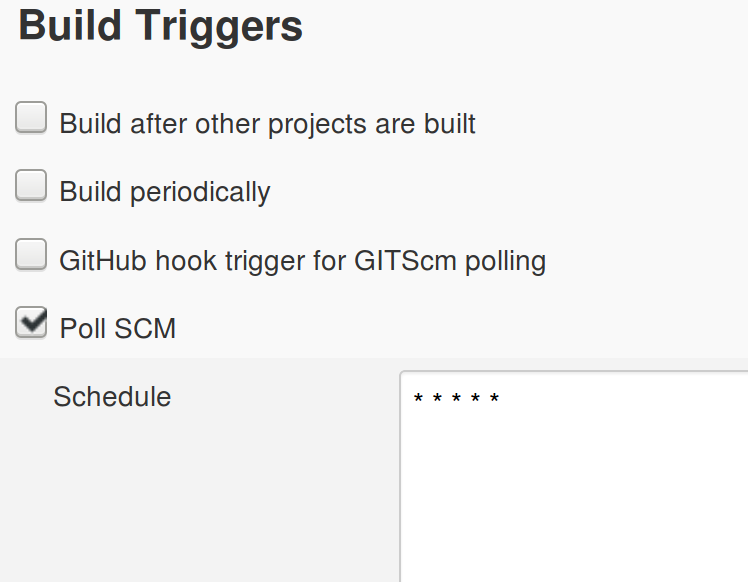 Build Triggers
Build after other projects are built
Build periodically
GitHub hook trigger for GITScm polling
Poll SCM
Schedule
* * * * *